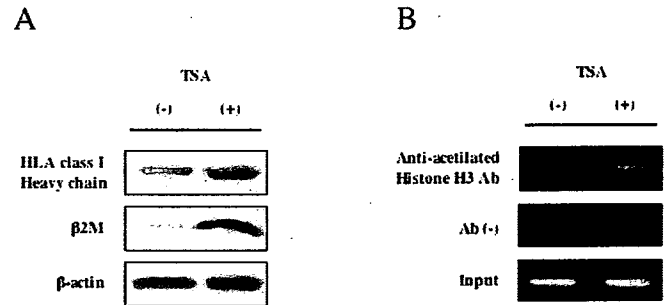 A
TSA
(-) (+)
HLA class I
Heavy chain
β2M
β-actin
B
TSA
(-) (+)
Anti-acetilated
Histone H3 Ab
Ab (-)
Input